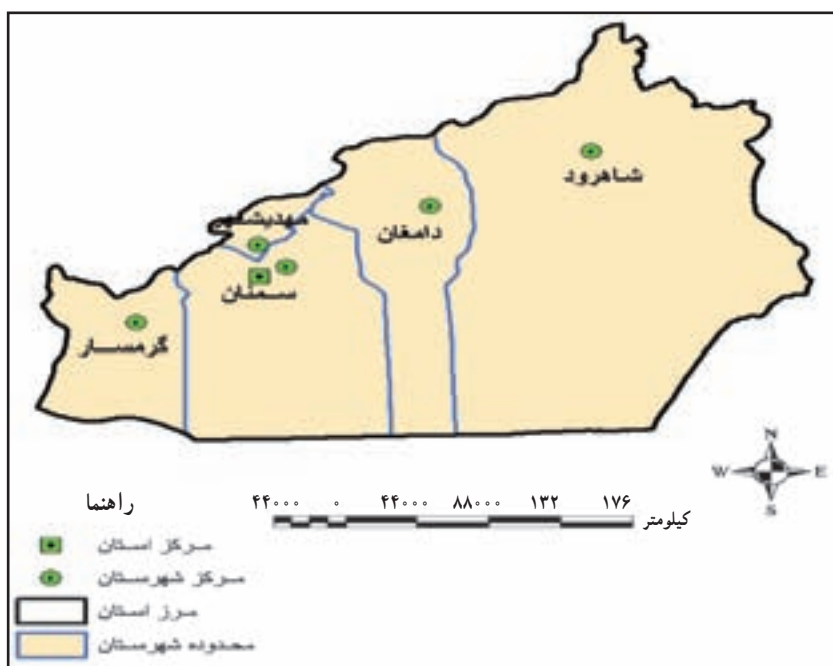 شاهرود
دامغان
مهدیشهر
سمنان
گرمسار
N
W E
S
راهنما
۴۴۰۰۰ ۰ ۴۴۰۰۰ ۸۸۰۰۰ ۱۳۲ ۱۷۶
کیلومتر
مرکز استان
مرکز شهرستان
مرز استان
محدوده شهرستان